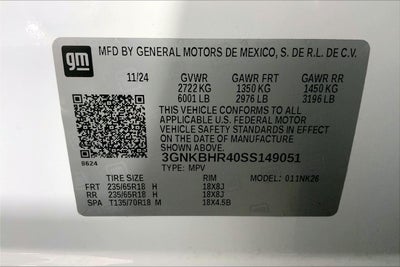 gm
MFD BY GENERAL MOTORS DE MEXICO, S. DE R.L. DE C.V.
11/24 GVWR GAWR FRT GAWR RR
2722 KG 1350 KG 1450 KG
6001 LB 2976 LB 3196 LB
THIS VEHICLE CONFORMS TO ALL
APPLICABLE U.S. FEDERAL MOTOR
VEHICLE SAFETY STANDARDS IN
EFFECT ON THE DATE OF MANUFACTURE
SHOWN ABOVE.
3GNKBHR40SS149051
8624 TYPE: MPV
TIRE SIZE RIM MODEL: 011NK26
FRT 235/65R18 H 18X8J
RR 235/65R18 H 18X8J
SPA T135/70R18 M 18X4.5B